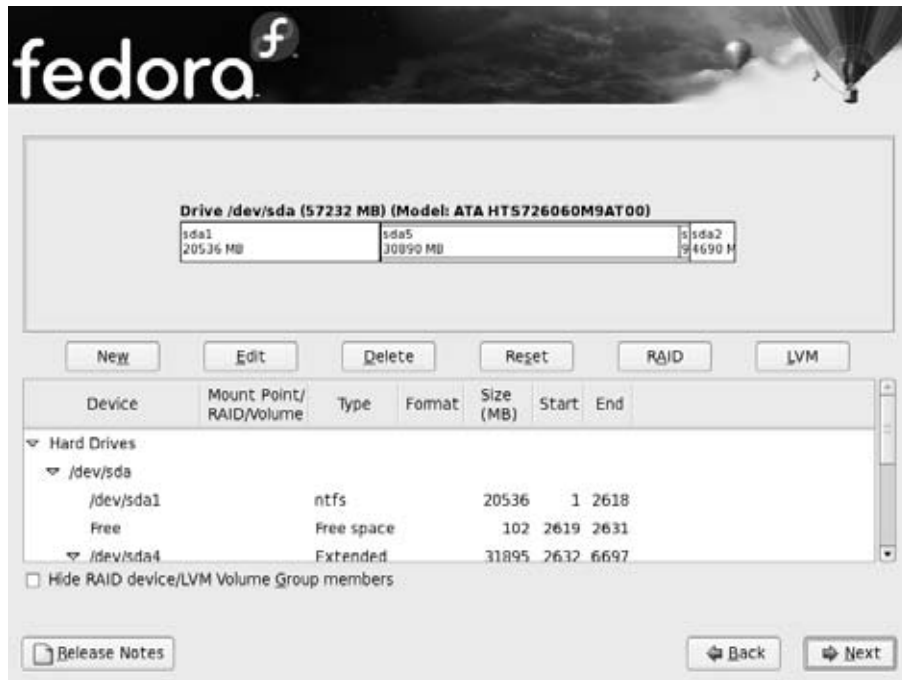 fedora f
Drive /dev/sda (57232 MB) (Model: ATA HTS726060M9AT00)
sda1 sda5 s sda2
20536 MB 30890 MB 9 4690 M
New Edit Delete Reset RAID LVM
Device Mount Point/ RAID/Volume Type Format Size (MB) Start End
Hard Drives
/dev/sda
/dev/sda1 ntfs 20536 1 2618
Free Free space 102 2619 2631
/dev/sda4 Extended 31895 2632 6697
Hide RAID device/LVM Volume Group members
Release Notes Back Next